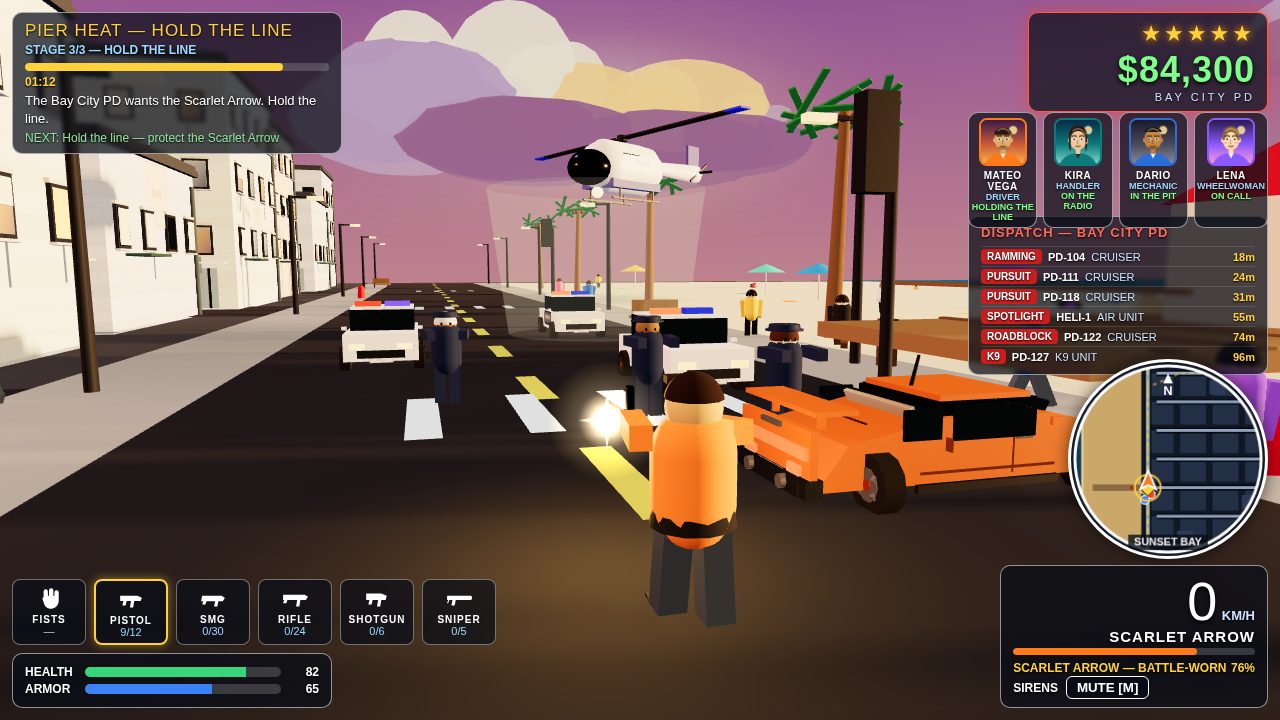 PIER HEAT — HOLD THE LINE
STAGE 3/3 — HOLD THE LINE
01:12
The Bay City PD wants the Scarlet Arrow. Hold the
line.
NEXT: Hold the line — protect the Scarlet Arrow
★★★★★
$84,300
BAY CITY PD
MATEO
VEGA
DRIVER
HOLDING THE
LINE
KIRA
HANDLER
ON THE
RADIO
DARIO
MECHANIC
IN THE PIT
LENA
WHEELWOMAN
ON CALL
DISPATCH — BAY CITY PD
RAMMING PD-104 CRUISER 18m
PURSUIT PD-111 CRUISER 24m
PURSUIT PD-118 CRUISER 31m
SPOTLIGHT HELI-1 AIR UNIT 55m
ROADBLOCK PD-122 CRUISER 74m
K9 PD-127 K9 UNIT 96m
N
SUNSET BAY
FISTS
—
PISTOL
9/12
SMG
0/30
RIFLE
0/24
SHOTGUN
0/6
SNIPER
0/5
HEALTH 82
ARMOR 65
0 KM/H
SCARLET ARROW
SCARLET ARROW — BATTLE-WORN 76%
SIRENS MUTE [M]